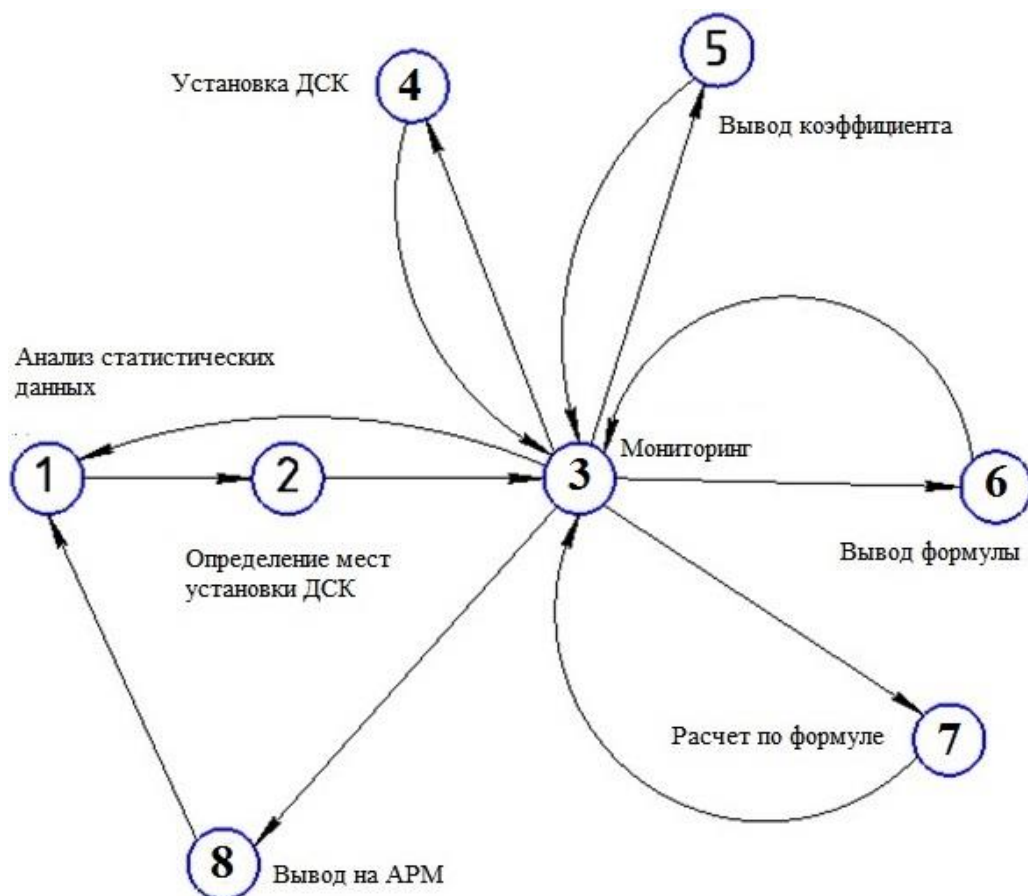 5
Установка ДСК
4
Вывод коэффициента
Анализ статистических
данных
Мониторинг
1
2
3
6
Определение мест
установки ДСК
Вывод формулы
Расчет по формуле
7
8
Вывод на АРМ